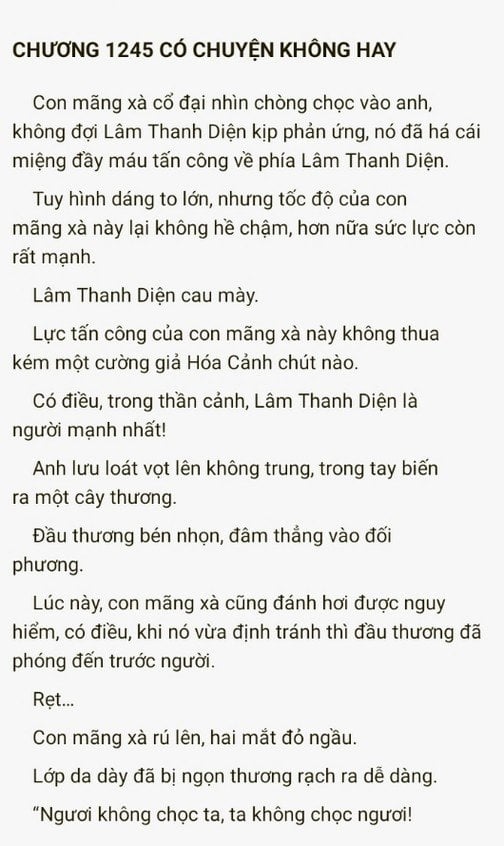 CHƯƠNG 1245 CÓ CHUYỆN KHÔNG HAY
Con mãng xà cổ đại nhìn chòng chọc vào anh,
không đợi Lâm Thanh Diện kịp phản ứng, nó đã há cái
miệng đầy máu tấn công về phía Lâm Thanh Diện.
Tuy hình dáng to lớn, nhưng tốc độ của con
mãng xà này lại không hề chậm, hơn nữa sức lực còn
rất mạnh.
Lâm Thanh Diện cau mày.
Lực tấn công của con mãng xà này không thua
kém một cường giả Hóa Cảnh chút nào.
Có điều, trong thần cảnh, Lâm Thanh Diện là
người mạnh nhất!
Anh lưu loát vọt lên không trung, trong tay biến
ra một cây thương.
Đầu thương bén nhọn, đâm thẳng vào đối
phương.
Lúc này, con mãng xà cũng đánh hơi được nguy
hiểm, có điều, khi nó vừa định tránh thì đầu thương đã
phóng đến trước người.
Rẹt...
Con mãng xà rú lên, hai mắt đỏ ngầu.
Lớp da dày đã bị ngọn thương rạch ra dễ dàng.
“Ngươi không chọc ta, ta không chọc ngươi!